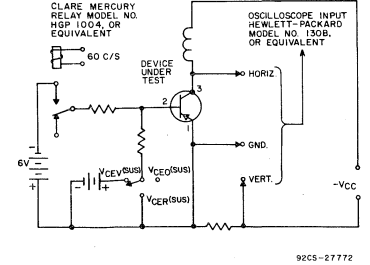 CLARE MERCURY
RELAY MODEL NO.
HGP 1004, OR
EQUIVALENT
60 C/S
OSCILLOSCOPE INPUT
HEWLETT-PACKARD
MODEL NO. 130B,
OR EQUIVALENT
DEVICE
UNDER
TEST
3
HORIZ.
2
1
GND.
-
6V
+
VCEV(SUS)
VCEO(SUS)
- +
VCER(SUS)
VERT.
-VCC
92CS-27772